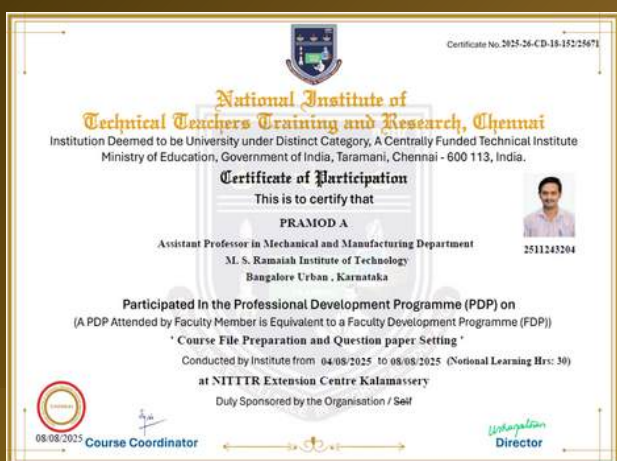 Certificate No.2025-26-CD-18-152/25671
National Institute of
Technical Teachers Training and Research, Chennai
Institution Deemed to be University under Distinct Category, A Centrally Funded Technical Institute
Ministry of Education, Government of India, Taramani, Chennai - 600 113, India.
Certificate of Participation
This is to certify that
PRAMOD A
Assistant Professor in Mechanical and Manufacturing Department
2511243204
M. S. Ramaiah Institute of Technology
Bangalore Urban , Karnataka
Participated In the Professional Development Programme (PDP) on
(A PDP Attended by Faculty Member is Equivalent to a Faculty Development Programme (FDP))
' Course File Preparation and Question paper Setting '
Conducted by Institute from 04/08/2025 to 08/08/2025 (Notional Learning Hrs: 30)
at NITTTR Extension Centre Kalamassery
Duly Sponsored by the Organisation / Self
08/08/2025
Course Coordinator
Director